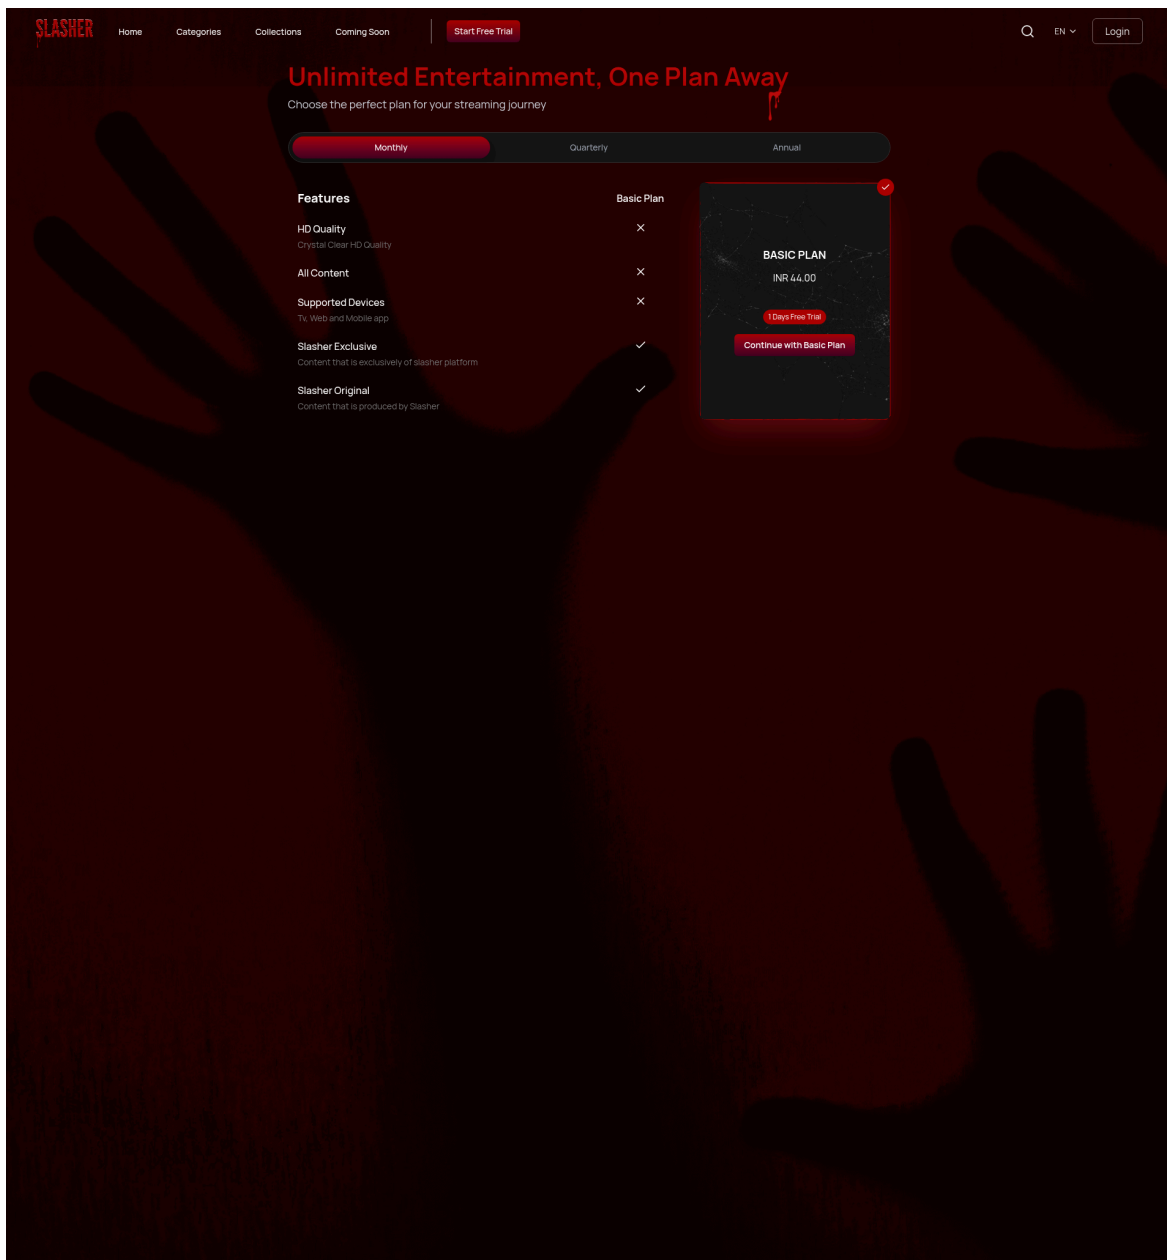 SLASHER
Home
Categories
Collections
Coming Soon
Start Free Trial
EN
Login
Unlimited Entertainment, One Plan Away
Choose the perfect plan for your streaming journey
Monthly
Quarterly
Annual
Features
Basic Plan
HD Quality
Crystal Clear HD Quality
All Content
Supported Devices
Tv, Web and Mobile app
Slasher Exclusive
Content that is exclusively of slasher platform
Slasher Original
Content that is produced by Slasher
BASIC PLAN
INR 44.00
1 Days Free Trial
Continue with Basic Plan